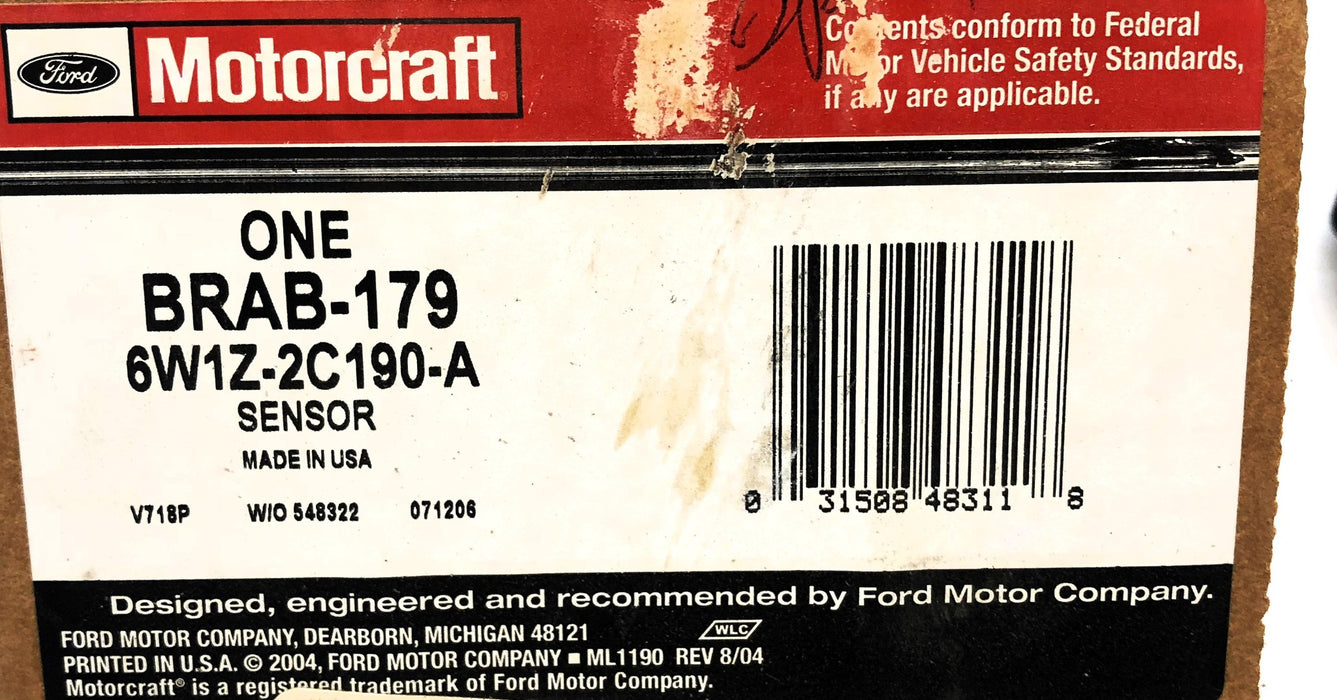 Ford
Motorcraft
conform to Federal
Vehicle Safety Standards,
if are applicable.
ONE
BRAB-179
6W1Z-2C190-A
SENSOR
MADE IN USA
V718P W/O 548322 071206
0 31508 48311 8
Designed, engineered and recommended by Ford Motor Company.
FORD MOTOR COMPANY, DEARBORN, MICHIGAN 48121
WLC
PRINTED IN U.S.A. © 2004, FORD MOTOR COMPANY ■ ML1190 REV 8/04
Motorcraft® is a registered trademark of Ford Motor Company.